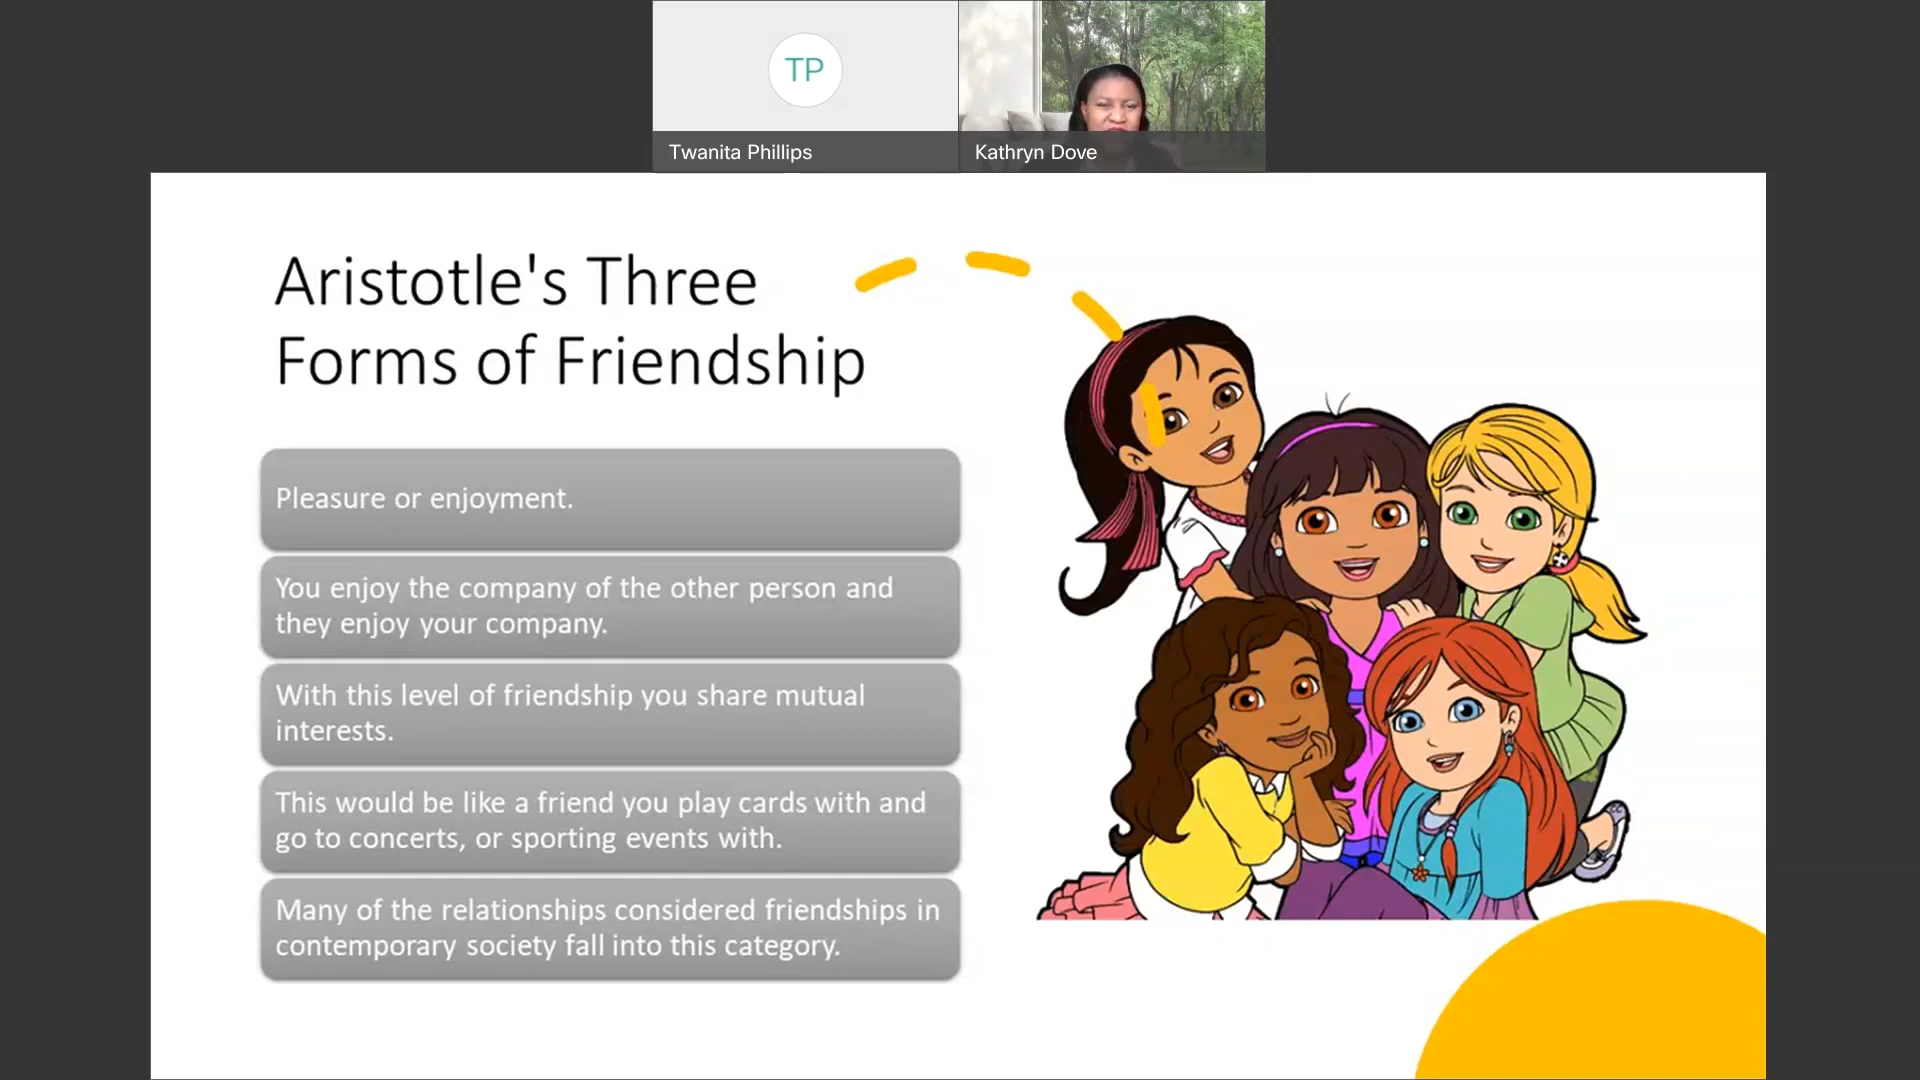 TP
Twanita Phillips
Kathryn Dove
Aristotle's Three
Forms of Friendship
Pleasure or enjoyment.
You enjoy the company of the other person and
they enjoy your company.
With this level of friendship you share mutual
interests.
This would be like a friend you play cards with and
go to concerts, or sporting events with.
Many of the relationships considered friendships in
contemporary society fall into this category.